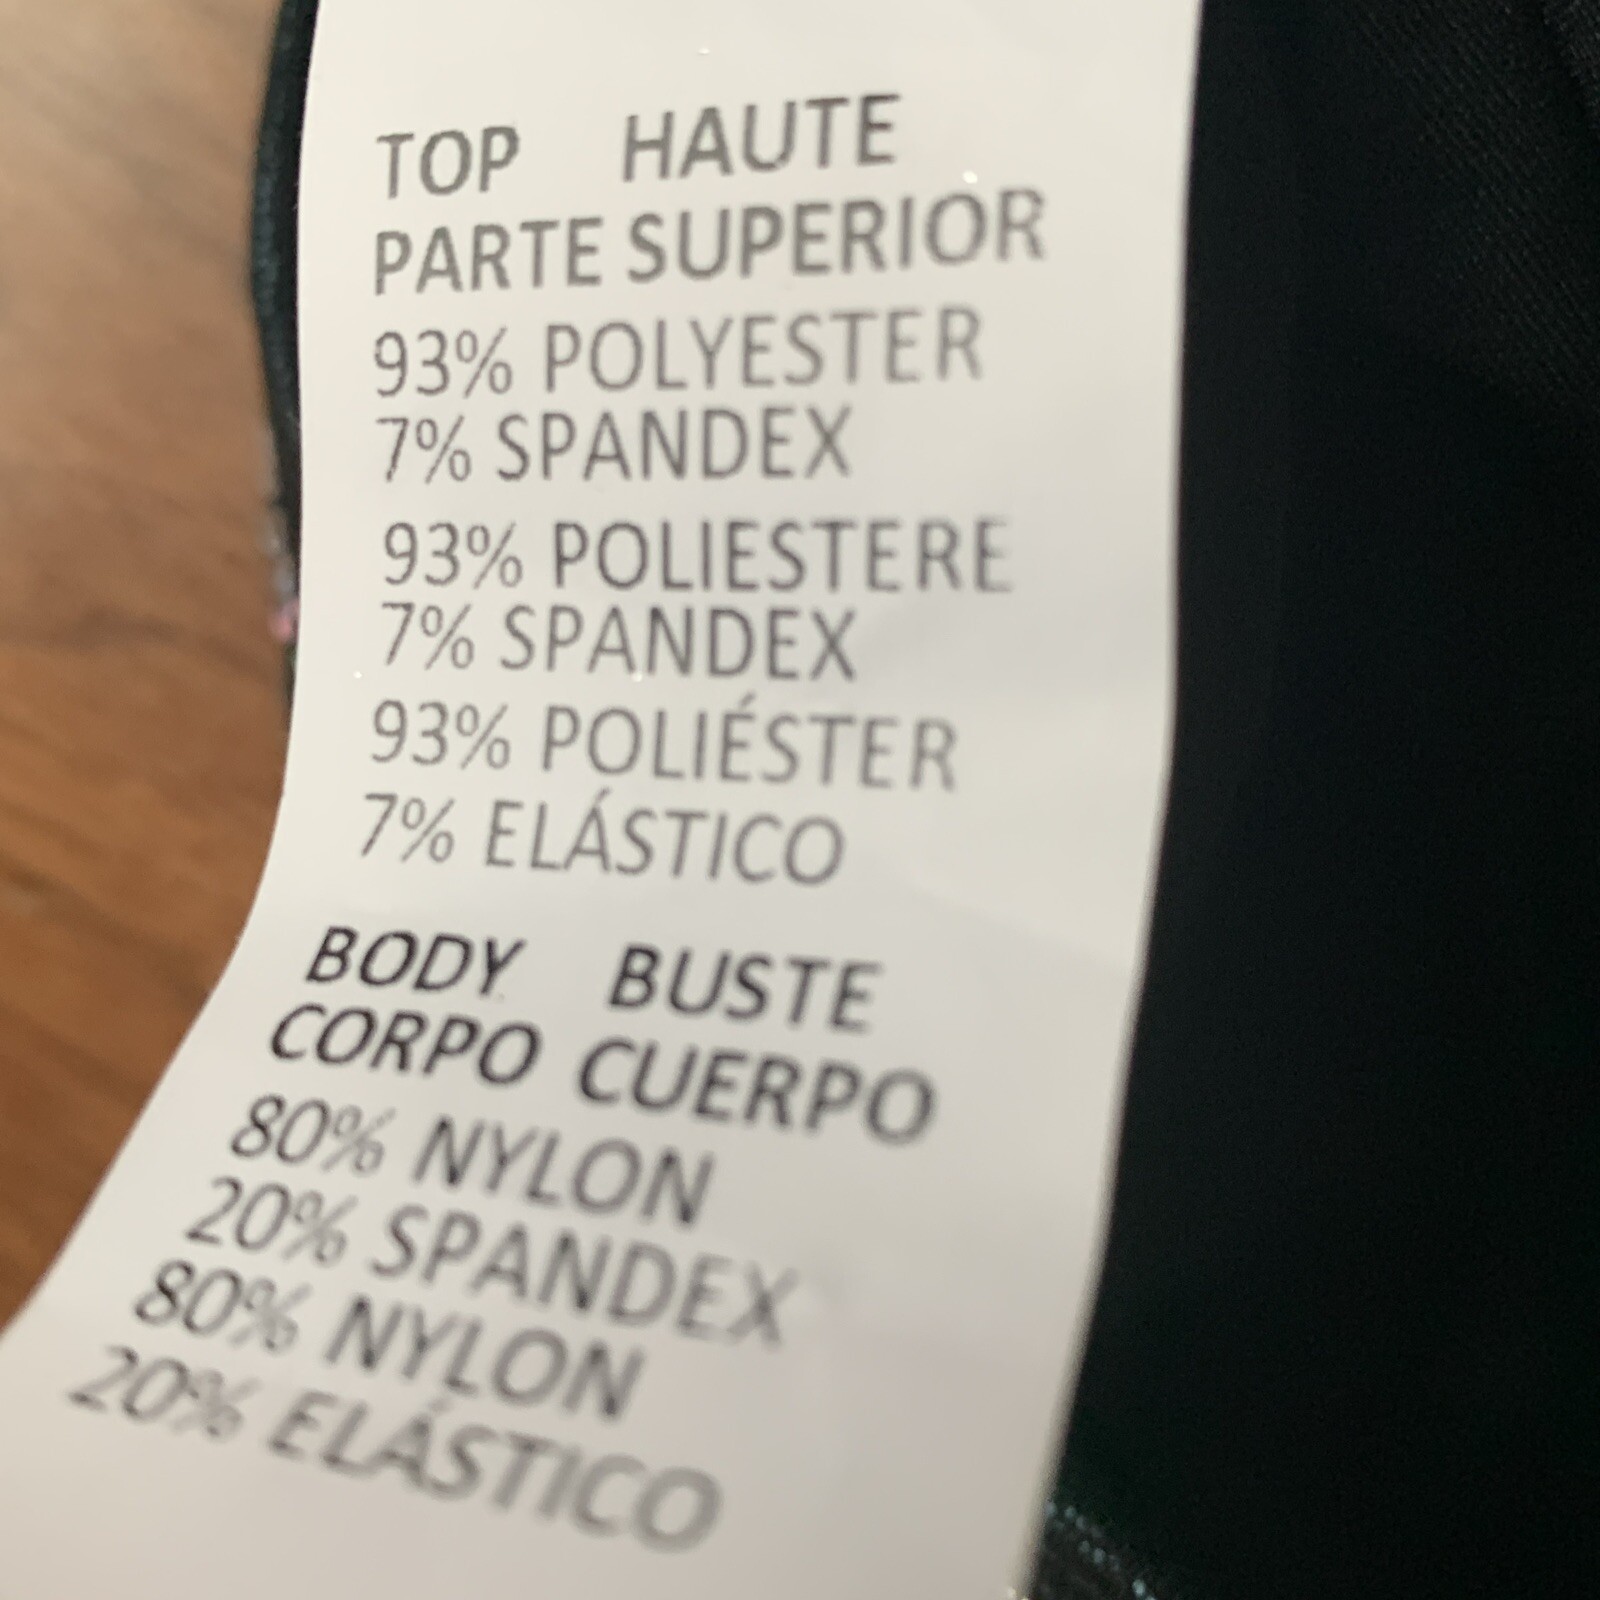 TOP HAUTE
PARTE SUPERIOR
93% POLYESTER
7% SPANDEX
93% POLIESTERE
7% SPANDEX
93% POLIÉSTER
7% ELÁSTICO
BODY BUSTE
CORPO CUERPO
80% NYLON
20% SPANDEX
80% NYLON
20% ELÁSTICO